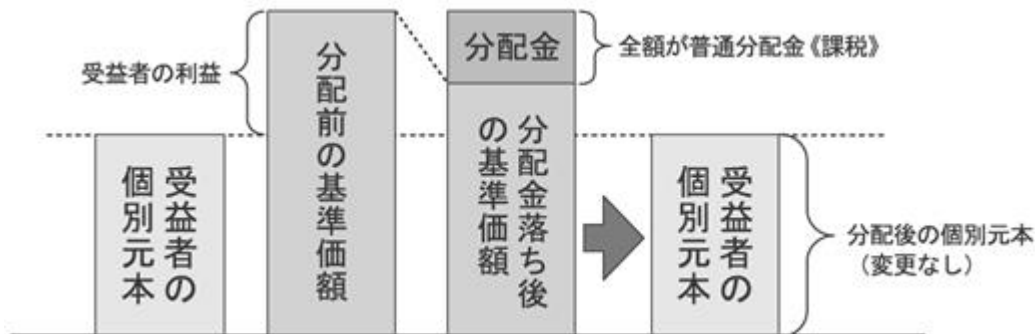 受益者の利益
受益者の
個別元本
分配前の基準価額
分配金
全額が普通分配金《課税》
分配金落ち後
の基準価額
受益者の
個別元本
分配後の個別元本
（変更なし）